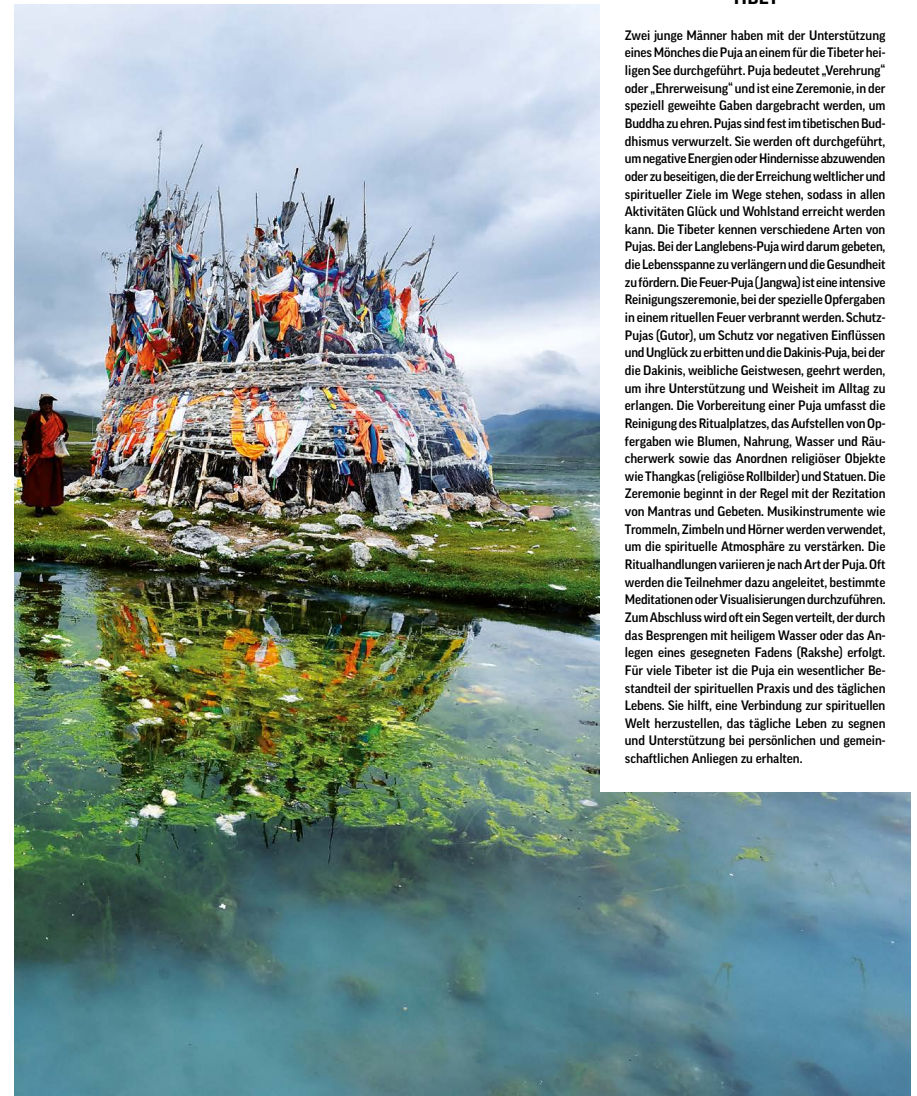 TIBET
Zwei junge Männer haben mit der Unterstützung
eines Mönches die Puja an einem für die Tibeter hei-
ligen See durchgeführt. Puja bedeutet „Verehrung“
oder „Ehrerweisung“ und ist eine Zeremonie, in der
speziell geweihte Gaben dargebracht werden, um
Buddha zu ehren. Pujas sind fest im tibetischen Bud-
dhismus verwurzelt. Sie werden oft durchgeführt,
um negative Energien oder Hindernisse abzuwenden
oder zu beseitigen, die der Erreichung weltlicher und
spiritueller Ziele im Wege stehen, sodass in allen
Aktivitäten Glück und Wohlstand erreicht werden
kann. Die Tibeter kennen verschiedene Arten von
Pujas. Bei der Langlebens-Puja wird darum gebeten,
die Lebensspanne zu verlängern und die Gesundheit
zu fördern. Die Feuer-Puja (Jangwa) ist eine intensive
Reinigungszeremonie, bei der spezielle Opfergaben
in einem rituellen Feuer verbrannt werden. Schutz-
Pujas (Gutor), um Schutz vor negativen Einflüssen
und Unglück zu erbitten und die Dakinis-Puja, bei der
die Dakinis, weibliche Geistwesen, geehrt werden,
um ihre Unterstützung und Weisheit im Alltag zu
erlangen. Die Vorbereitung einer Puja umfasst die
Reinigung des Ritualplatzes, das Aufstellen von Op-
fergaben wie Blumen, Nahrung, Wasser und Räu-
cherwerk sowie das Anordnen religiöser Objekte
wie Thangkas (religiöse Rollbilder) und Statuen. Die
Zeremonie beginnt in der Regel mit der Rezitation
von Mantras und Gebeten. Musikinstrumente wie
Trommeln, Zimbeln und Hörner werden verwendet,
um die spirituelle Atmosphäre zu verstärken. Die
Ritualhandlungen variieren je nach Art der Puja. Oft
werden die Teilnehmer dazu angeleitet, bestimmte
Meditationen oder Visualisierungen durchzuführen.
Zum Abschluss wird oft ein Segen verteilt, der durch
das Besprengen mit heiligem Wasser oder das An-
legen eines gesegneten Fadens (Rakshe) erfolgt.
Für viele Tibeter ist die Puja ein wesentlicher Be-
standteil der spirituellen Praxis und des täglichen
Lebens. Sie hilft, eine Verbindung zur spirituellen
Welt herzustellen, das tägliche Leben zu segnen
und Unterstützung bei persönlichen und gemein-
schaftlichen Anliegen zu erhalten.